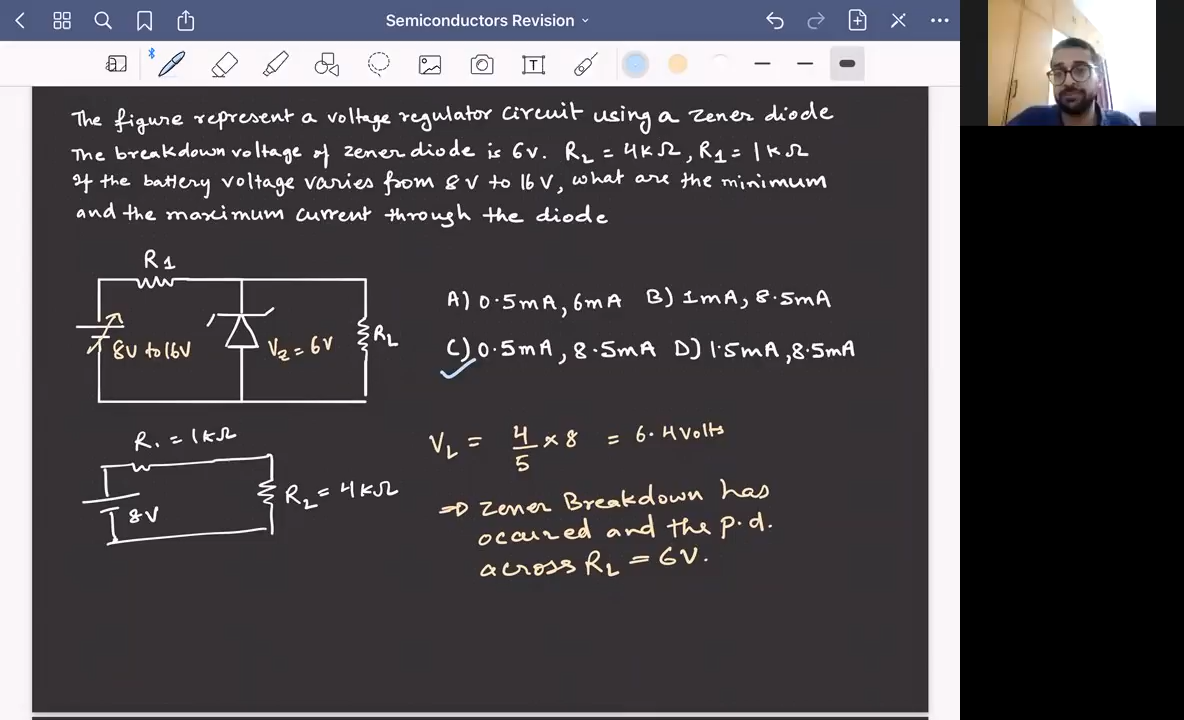 Semiconductors Revision
The figure represent a voltage regulator circuit using a zener diode
The breakdown voltage of zener diode is 6v. RL = 4KΩ, R1 = 1KΩ
If the battery voltage varies from 8V to 16V, what are the minimum
and the maximum current through the diode
R1
8V to 16V
Vz = 6V
RL
A) 0.5mA, 6mA B) 1mA, 8.5mA
C) 0.5mA, 8.5mA D) 1.5mA, 8.5mA
R1 = 1KΩ
8V
RL = 4KΩ
VL = 4/5 × 8 = 6.4 volts
⇒ Zener Breakdown has
occured and the p.d.
across RL = 6V.